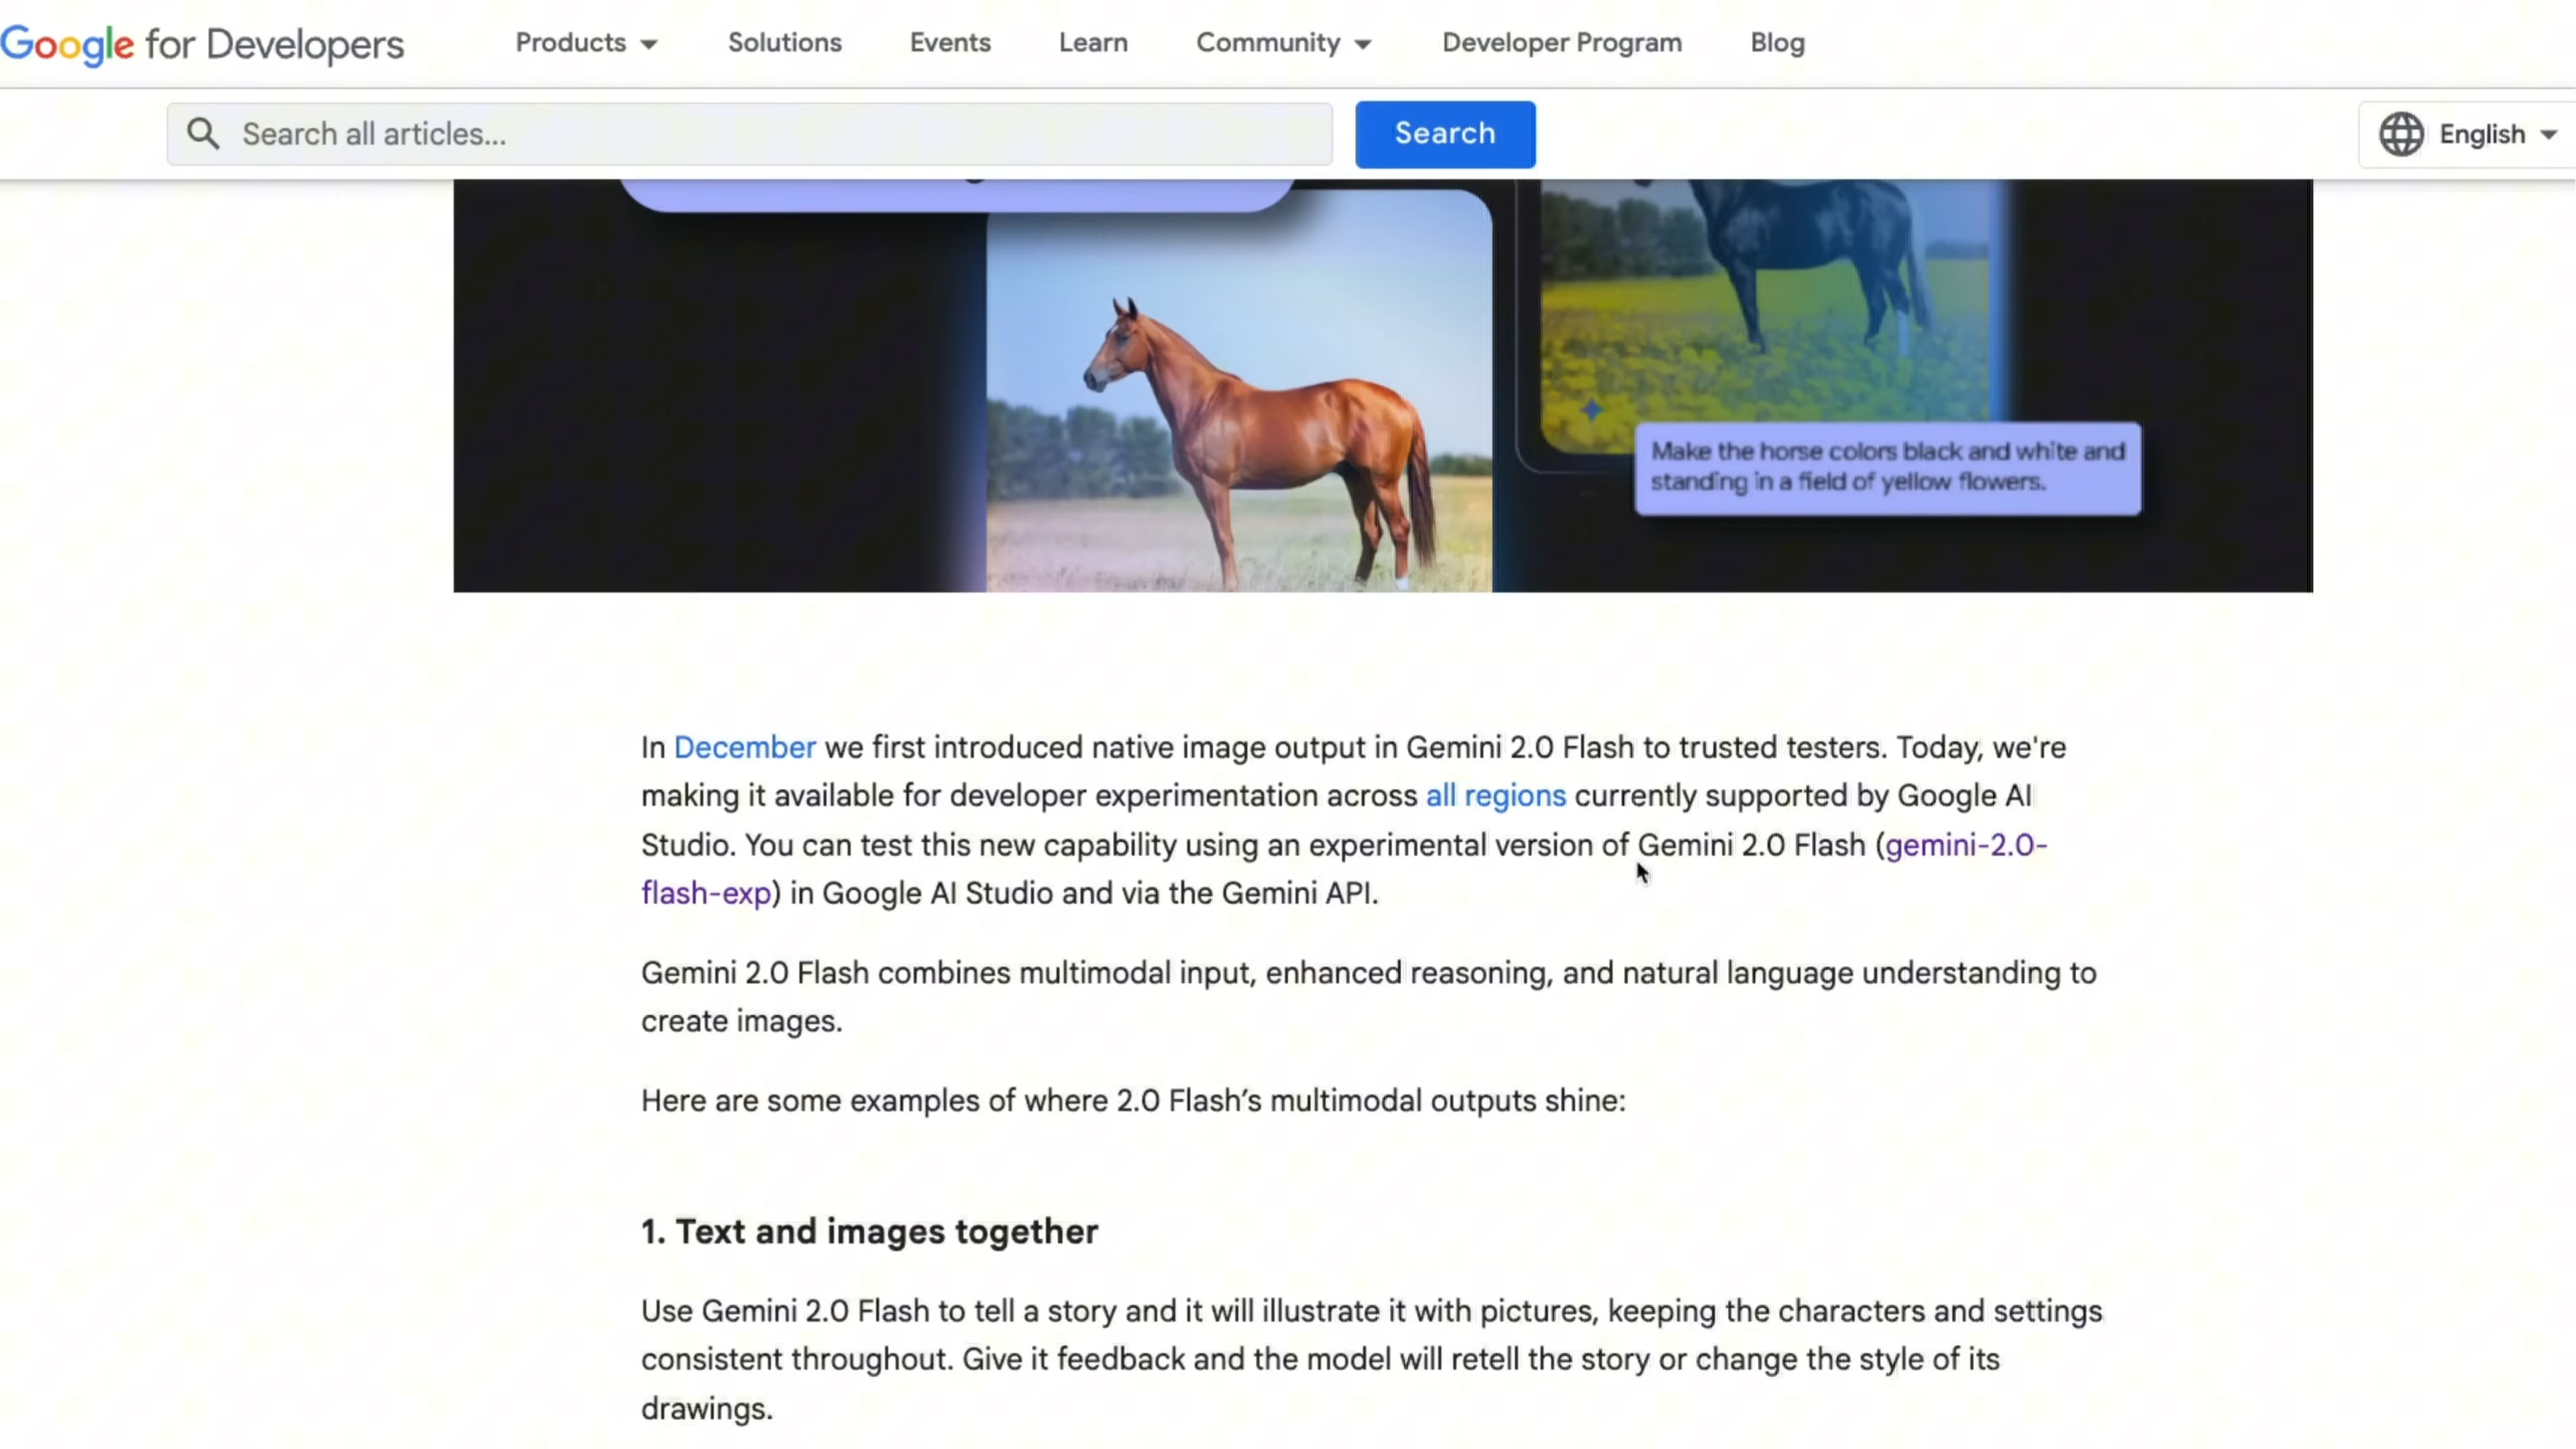 Google for Developers
Products
Solutions
Events
Learn
Community
Developer Program
Blog
Search all articles...
Search
English
Make the horse colors black and white and
standing in a field of yellow flowers.
In December we first introduced native image output in Gemini 2.0 Flash to trusted testers. Today, we're
making it available for developer experimentation across all regions currently supported by Google AI
Studio. You can test this new capability using an experimental version of Gemini 2.0 Flash (gemini-2.0-
flash-exp) in Google AI Studio and via the Gemini API.
Gemini 2.0 Flash combines multimodal input, enhanced reasoning, and natural language understanding to
create images.
Here are some examples of where 2.0 Flash’s multimodal outputs shine:
1. Text and images together
Use Gemini 2.0 Flash to tell a story and it will illustrate it with pictures, keeping the characters and settings
consistent throughout. Give it feedback and the model will retell the story or change the style of its
drawings.